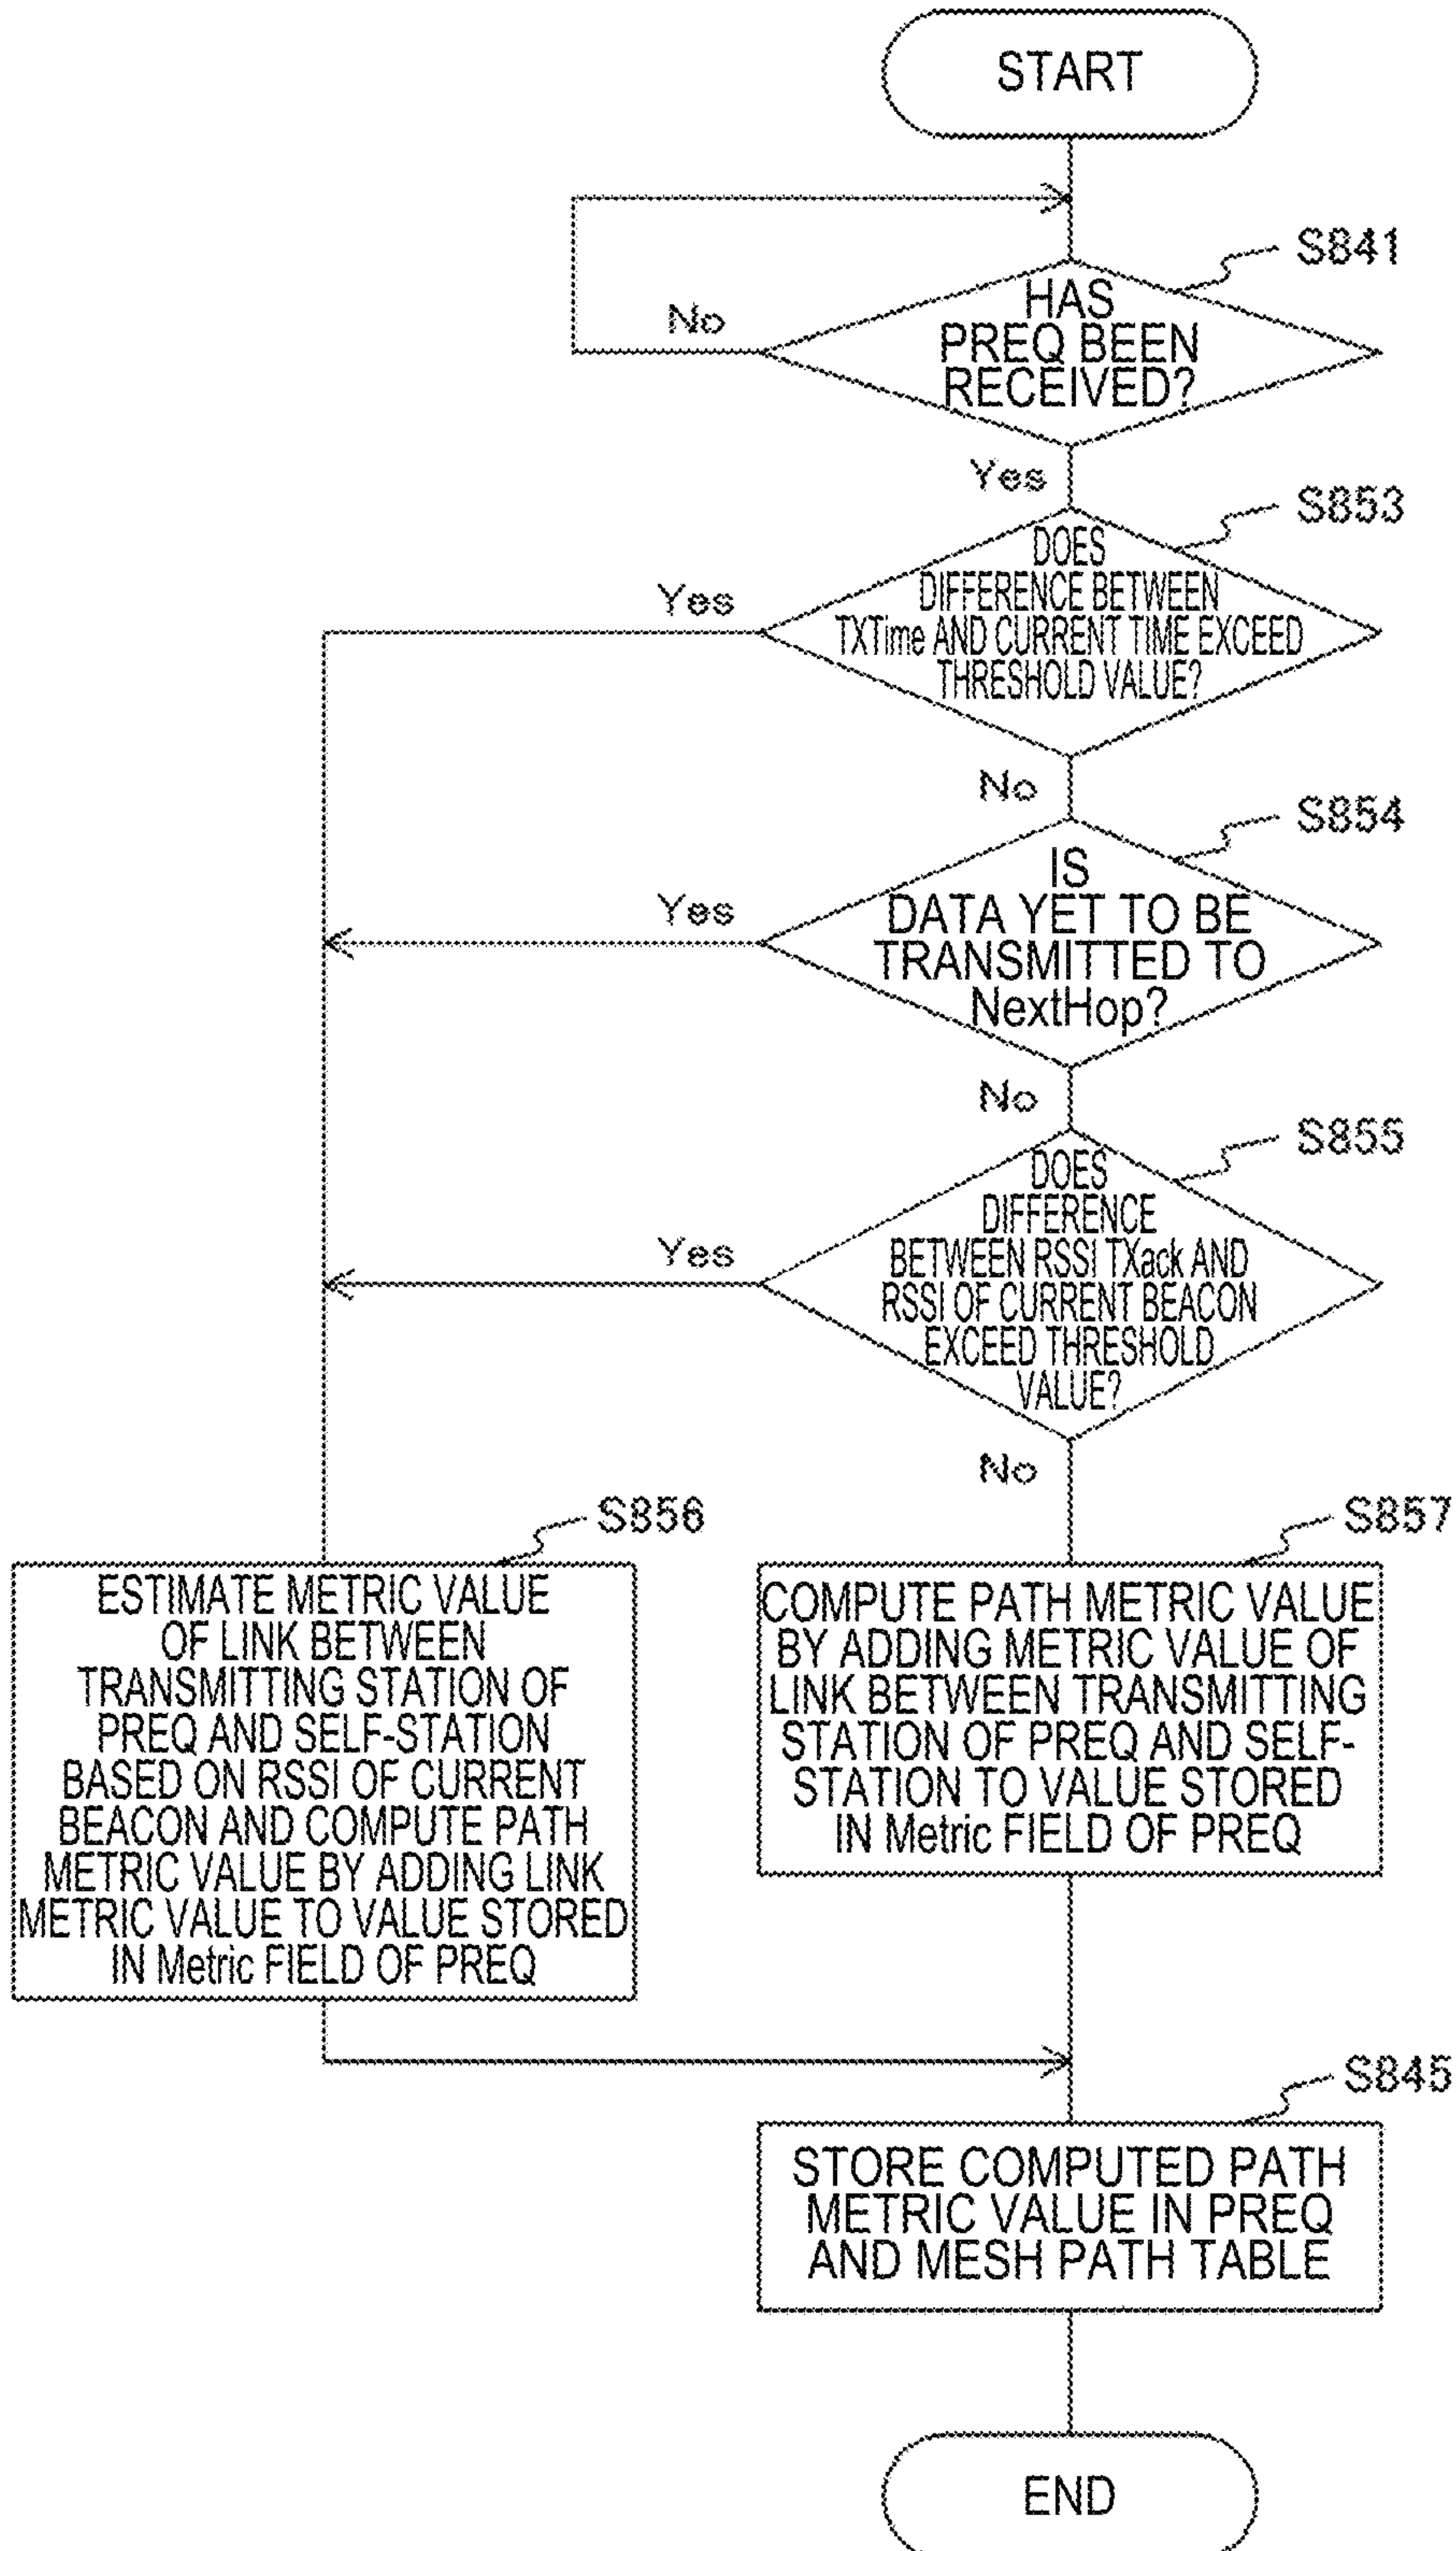 START
S841
HAS
PREQ BEEN
RECEIVED?
No
Yes
S853
DOES
DIFFERENCE BETWEEN
TXTime AND CURRENT TIME EXCEED
THRESHOLD VALUE?
Yes
No
S854
IS
DATA YET TO BE
TRANSMITTED TO
NextHop?
Yes
No
S855
DOES
DIFFERENCE
BETWEEN RSSI TXack AND
RSSI OF CURRENT BEACON
EXCEED THRESHOLD
VALUE?
Yes
No
S856
ESTIMATE METRIC VALUE
OF LINK BETWEEN
TRANSMITTING STATION OF
PREQ AND SELF-STATION
BASED ON RSSI OF CURRENT
BEACON AND COMPUTE PATH
METRIC VALUE BY ADDING LINK
METRIC VALUE TO VALUE STORED
IN Metric FIELD OF PREQ
S857
COMPUTE PATH METRIC VALUE
BY ADDING METRIC VALUE OF
LINK BETWEEN TRANSMITTING
STATION OF PREQ AND SELF-
STATION TO VALUE STORED
IN Metric FIELD OF PREQ
S845
STORE COMPUTED PATH
METRIC VALUE IN PREQ
AND MESH PATH TABLE
END